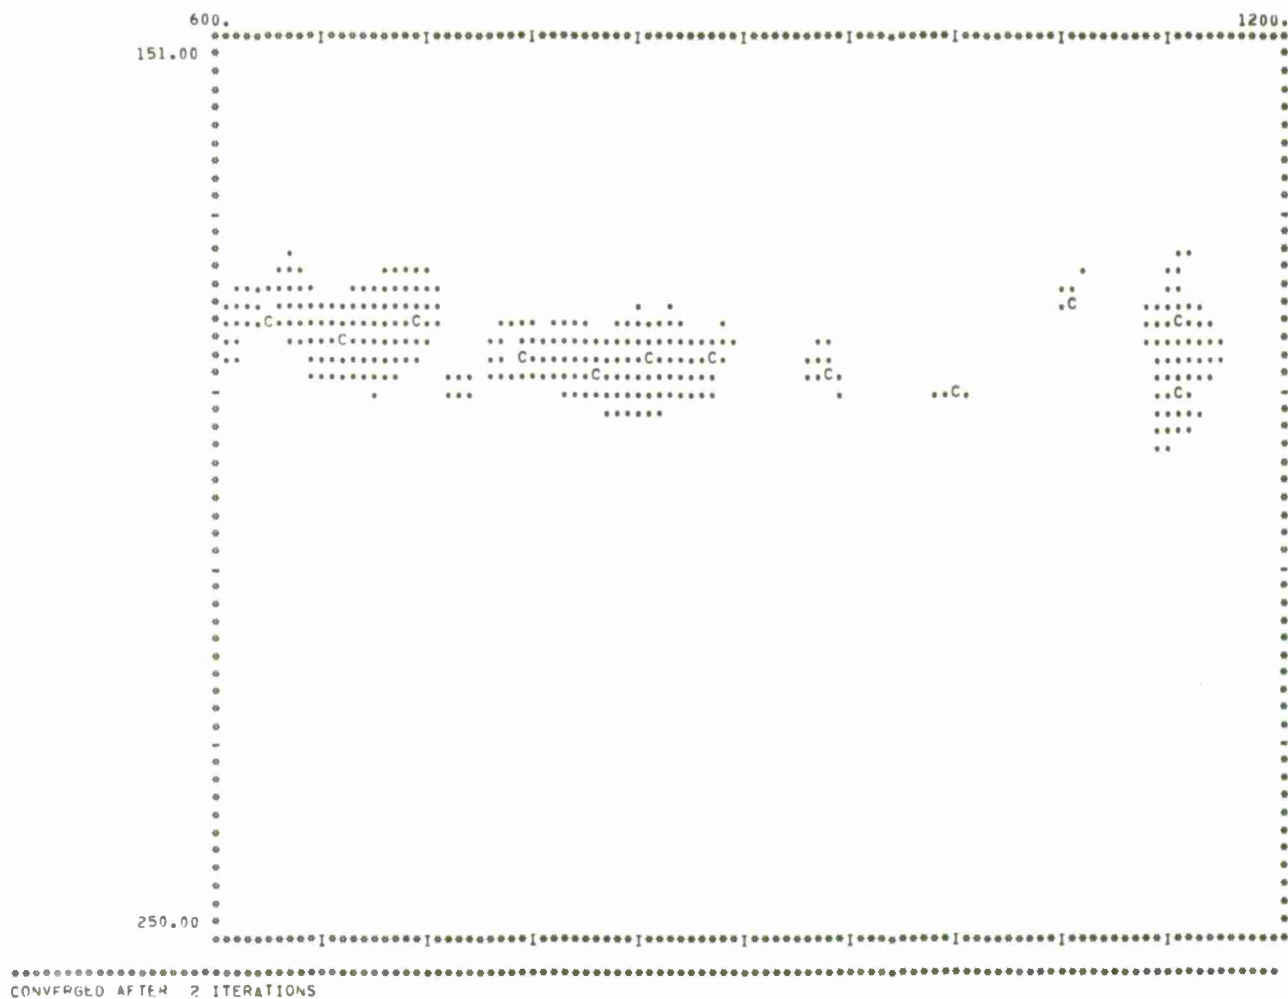 600. 1200.
151.00
C
C C
C
C C C C
C C
C C
250.00
CONVERGED AFTER 2 ITERATIONS